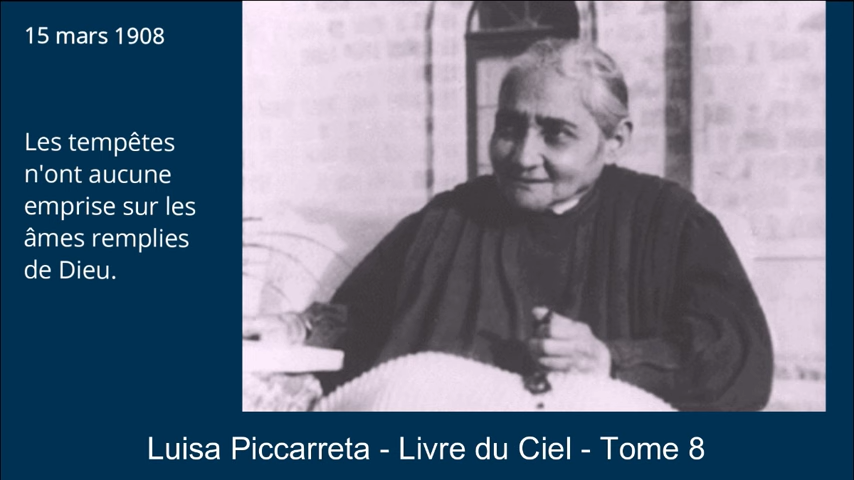 15 mars 1908
Les tempêtes
n'ont aucune
emprise sur les
âmes remplies
de Dieu.
Luisa Piccarreta - Livre du Ciel - Tome 8